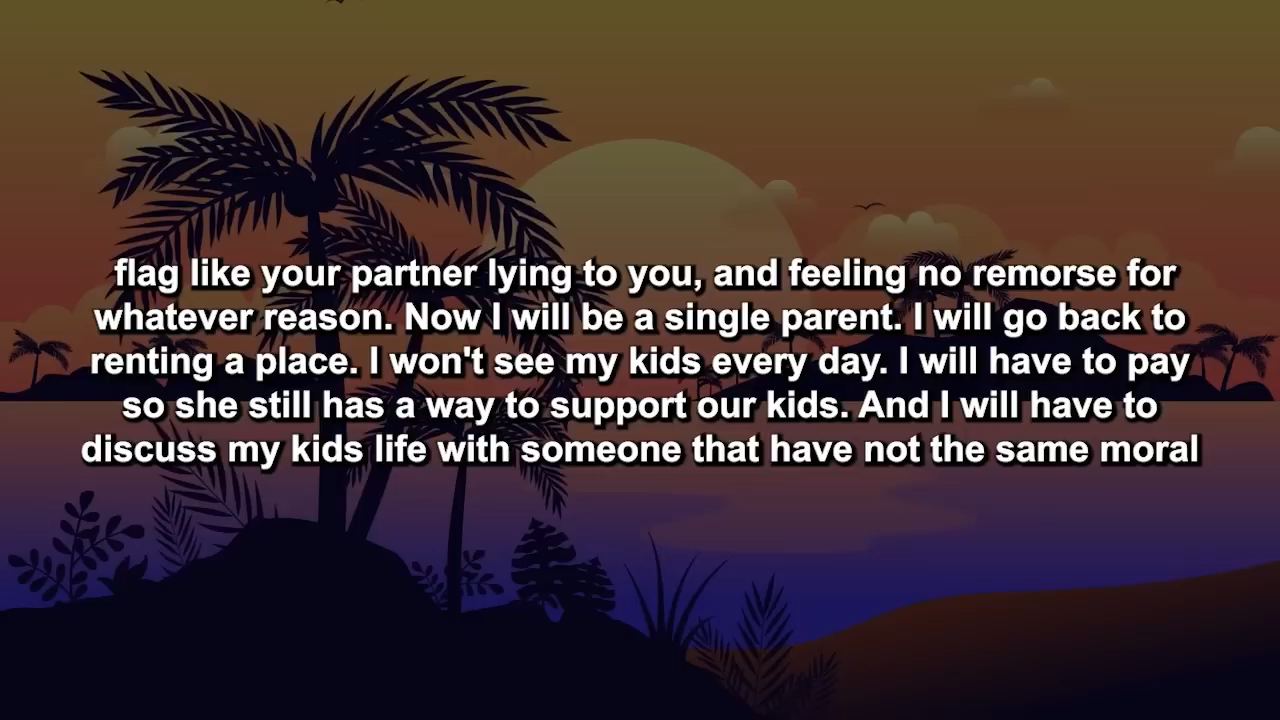 flag like your partner lying to you, and feeling no remorse for
whatever reason. Now I will be a single parent. I will go back to
renting a place. I won't see my kids every day. I will have to pay
so she still has a way to support our kids. And I will have to
discuss my kids life with someone that have not the same moral